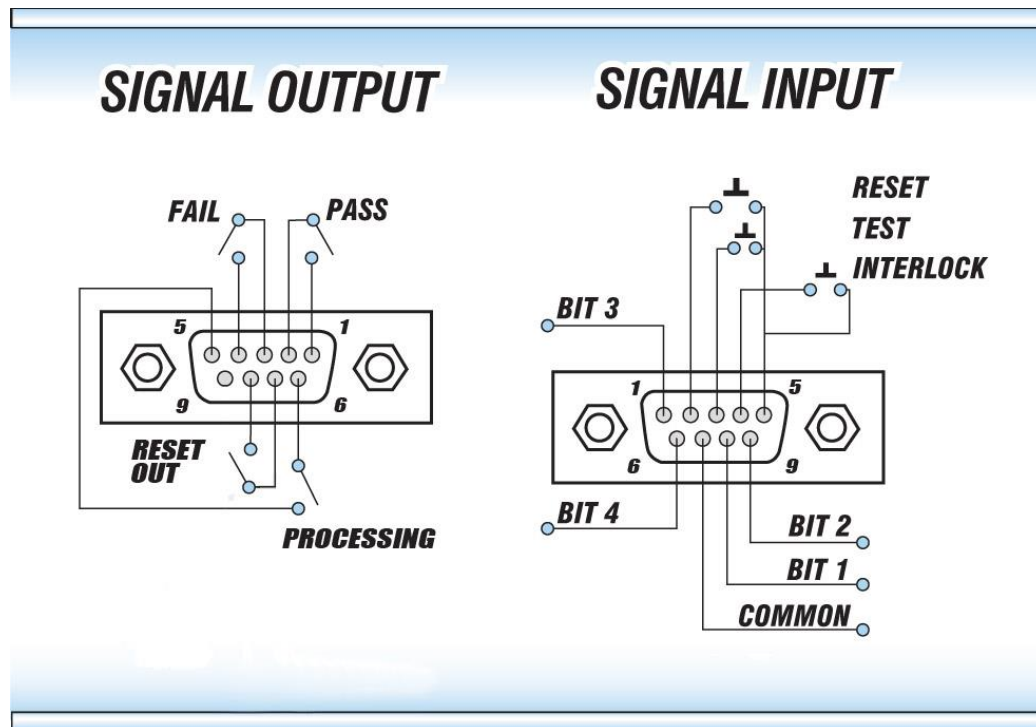 SIGNAL OUTPUT
FAIL
PASS
5
1
9
6
RESET
OUT
PROCESSING
SIGNAL INPUT
RESET
TEST
INTERLOCK
BIT 3
1
5
6
9
BIT 4
BIT 2
BIT 1
COMMON